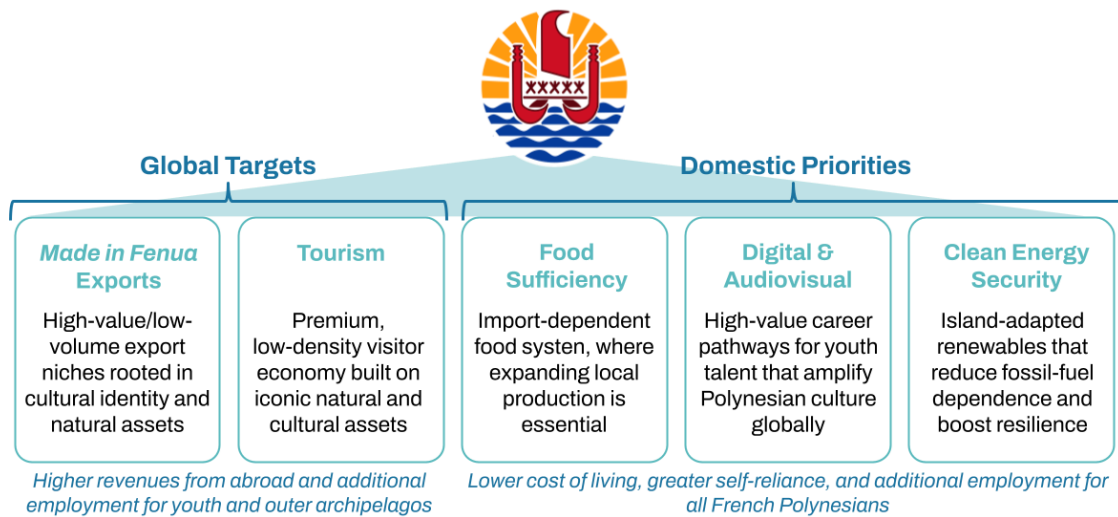 Global Targets
Domestic Priorities
Made in Fenua
Exports
High-value/low-
volume export
niches rooted in
cultural identity and
natural assets
Tourism
Premium,
low-density visitor
economy built on
iconic natural and
cultural assets
Food
Sufficiency
Import-dependent
food systen, where
expanding local
production is
essential
Digital &
Audiovisual
High-value career
pathways for youth
talent that amplify
Polynesian culture
globally
Clean Energy
Security
Island-adapted
renewables that
reduce fossil-fuel
dependence and
boost resilience
Higher revenues from abroad and additional
employment for youth and outer archipelagos
Lower cost of living, greater self-reliance, and additional employment for
all French Polynesians